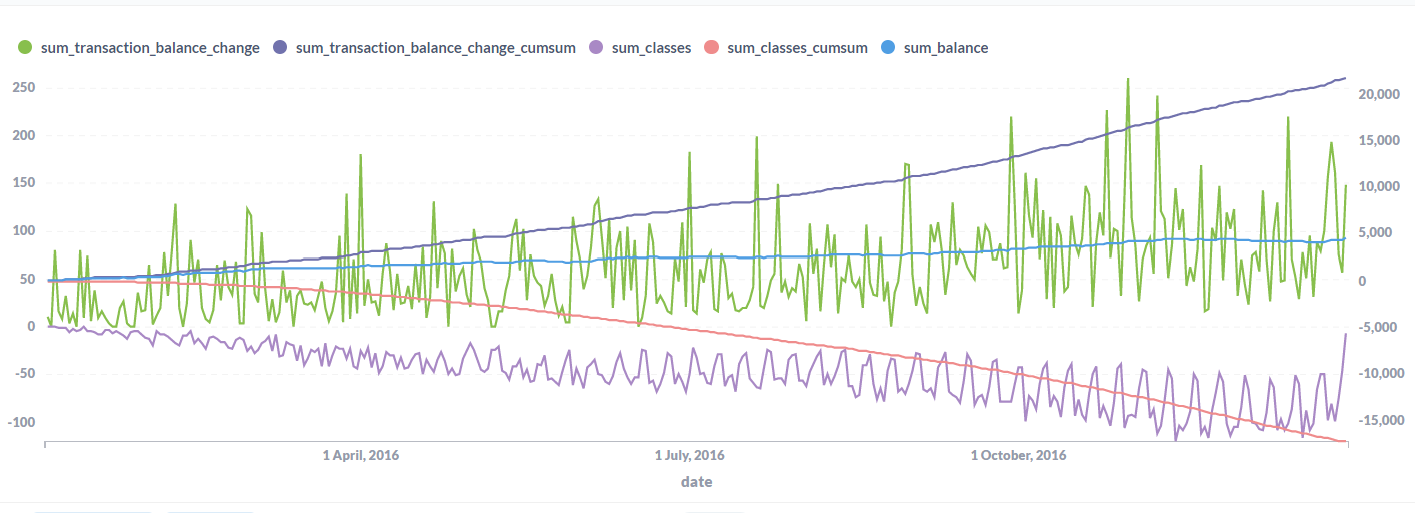 sum_transaction_balance_change sum_transaction_balance_change_cumsum sum_classes sum_classes_cumsum sum_balance
250 20,000
200 15,000
150 10,000
100 5,000
50 0
0 -5,000
-50 -10,000
-100 -15,000
1 April, 2016 1 July, 2016 1 October, 2016
date